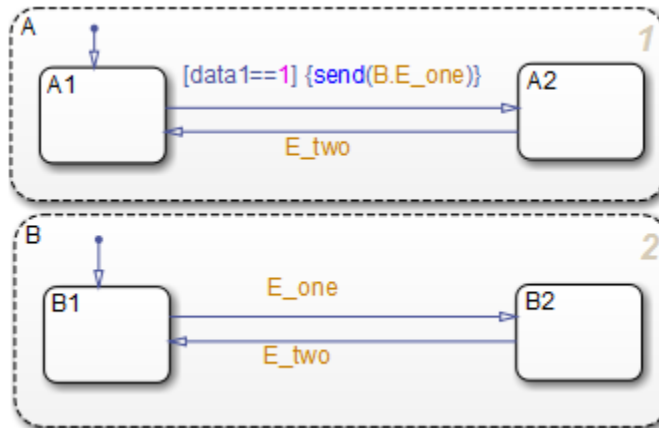 A
1
[data1==1] {send(B.E_one)}
A1
A2
E_two
B
2
E_one
B1
B2
E_two